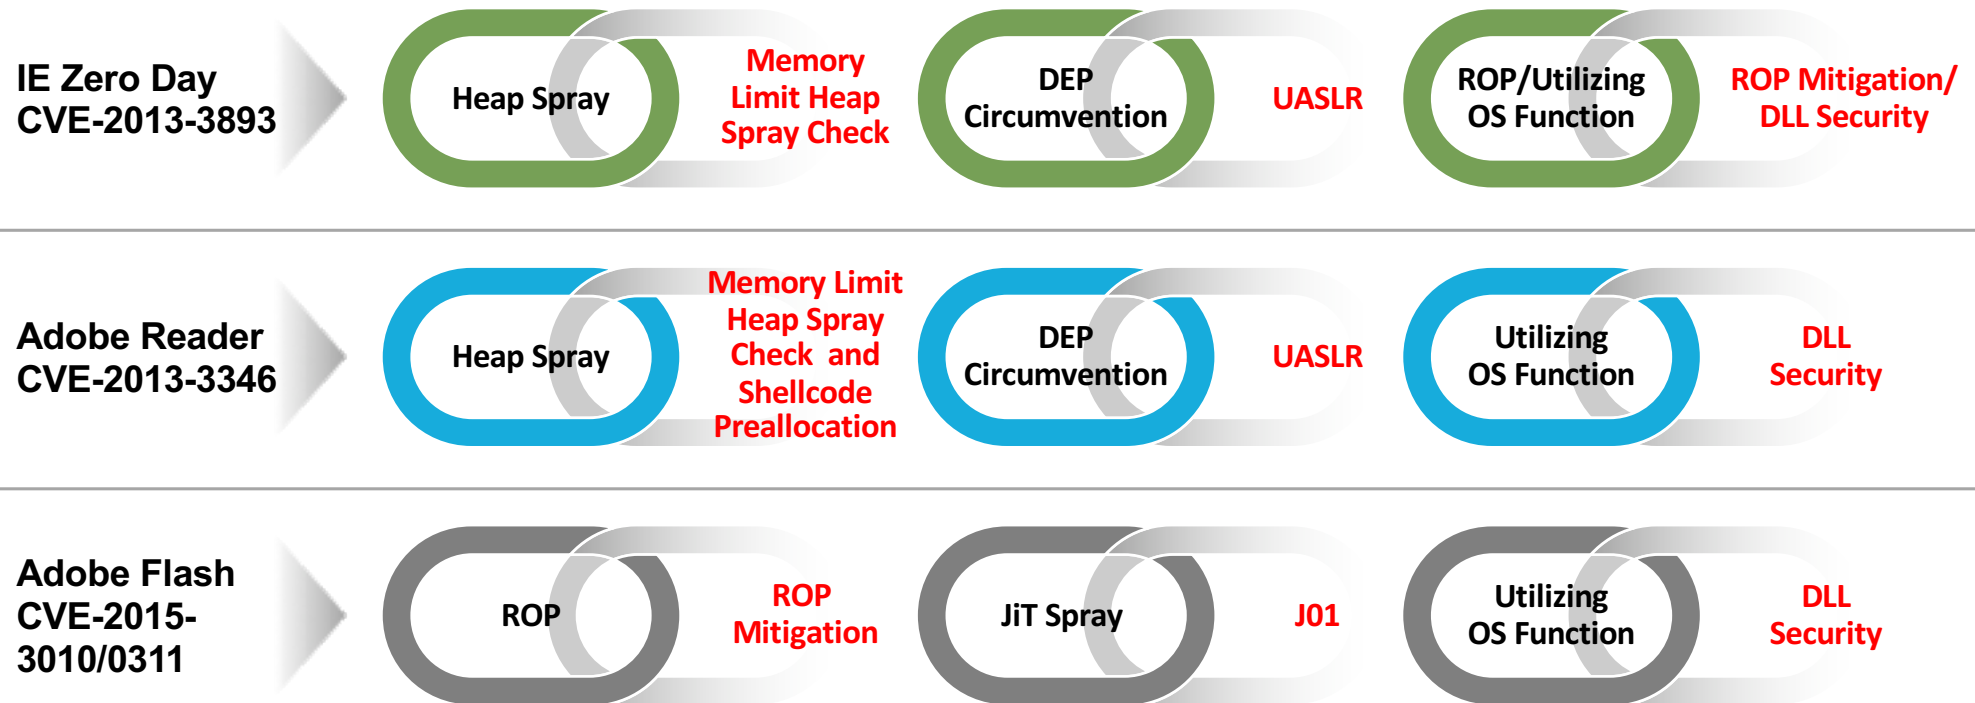 IE Zero Day
CVE-2013-3893
Heap Spray
Memory
Limit Heap
Spray Check
DEP
Circumvention
UASLR
ROP/Utilizing
OS Function
ROP Mitigation/
DLL Security
Adobe Reader
CVE-2013-3346
Heap Spray
Memory Limit
Heap Spray
Check and
Shellcode
Preallocation
DEP
Circumvention
UASLR
Utilizing
OS Function
DLL
Security
Adobe Flash
CVE-2015-
3010/0311
ROP
ROP
Mitigation
JiT Spray
J01
Utilizing
OS Function
DLL
Security